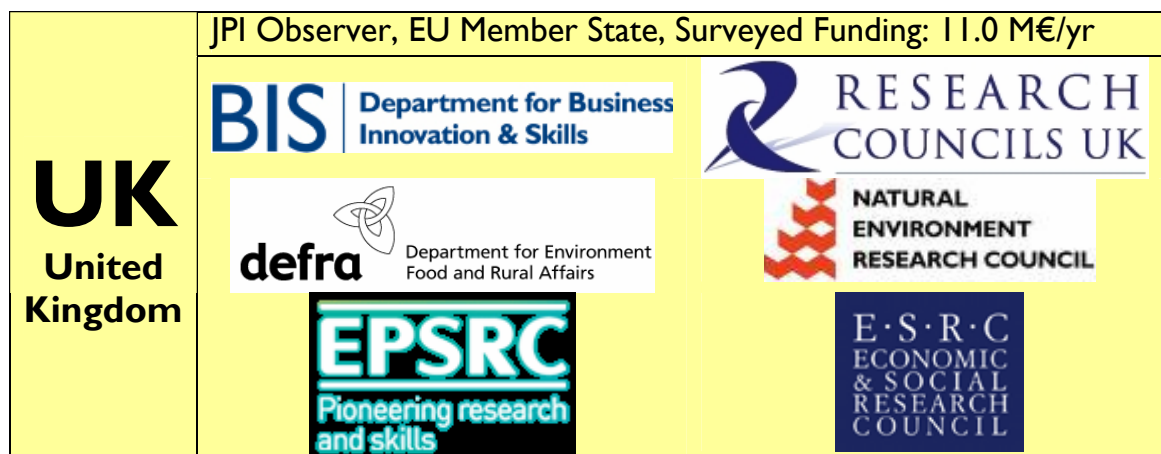 JPI Observer, EU Member State, Surveyed Funding: 11.0 M€/yr
UK
United
Kingdom
BIS
Department for Business
Innovation & Skills
RESEARCH
COUNCILS UK
defra
Department for Environment
Food and Rural Affairs
NATURAL
ENVIRONMENT
RESEARCH COUNCIL
EPSRC
Pioneering research
and skills
E·S·R·C
ECONOMIC
& SOCIAL
RESEARCH
COUNCIL